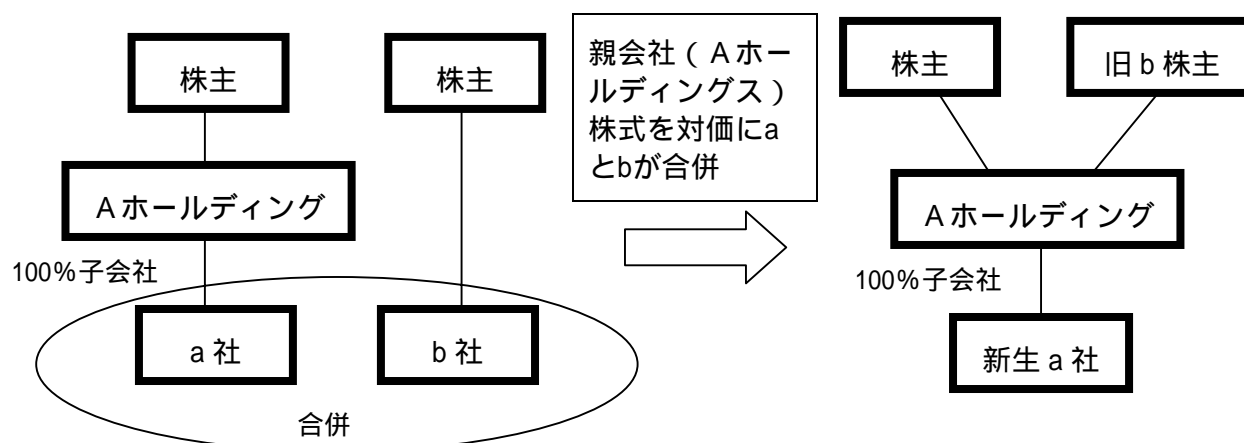 株主
株主
親会社（Aホー
ルディングス）
株式を対価にa
とbが合併
株主
旧b株主
Aホールディング
Aホールディング
100%子会社
100%子会社
a社
b社
新生a社
合併